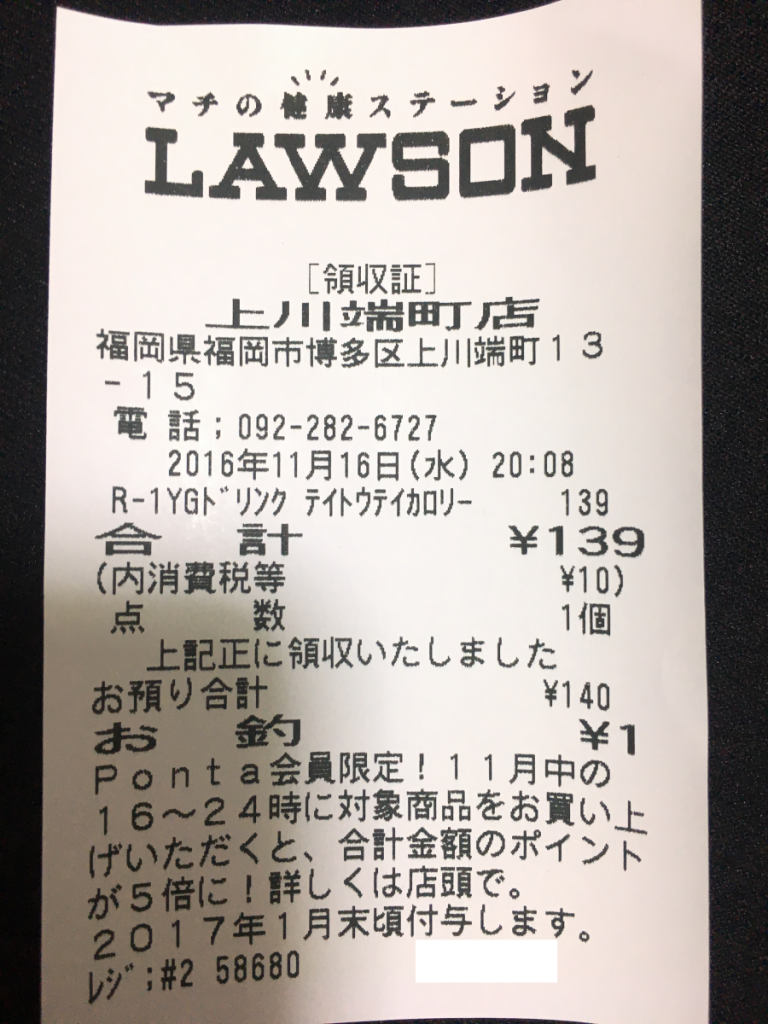 マチの健康ステーション
LAWSON
[領収証]
上川端町店
福岡県福岡市博多区上川端町13
-15
電話;092-282-6727
2016年11月16日(水) 20:08
R-1YGドリンク テイトウテイカロリー 139
合計 ¥139
(内消費税等 ¥10)
点数 1個
上記正に領収いたしました
お預り合計 ¥140
お釣 ¥1
Ponta会員限定!11月中の
16~24時に対象商品をお買い上
げいただくと、合計金額のポイント
が5倍に!詳しくは店頭で。
2017年1月末頃付与します。
レジ;#2 58680